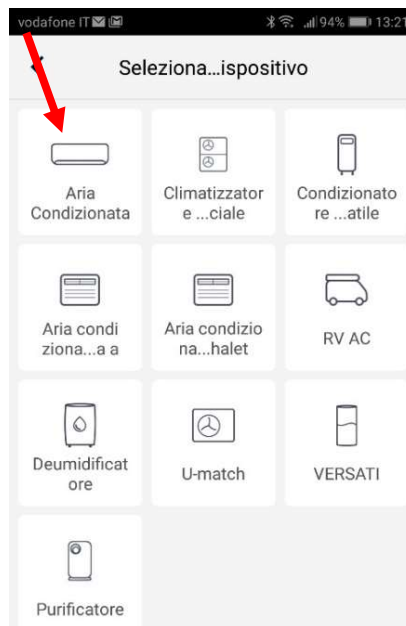 vodafone IT 94% 13:21
Seleziona...ispositivo
Aria
Condizionata
Climatizzator
e ...ciale
Condizionato
re ...atile
Aria condi
ziona...a a
Aria condizio
na...halet
RV AC
Deumidificat
ore
U-match
VERSATI
Purificatore